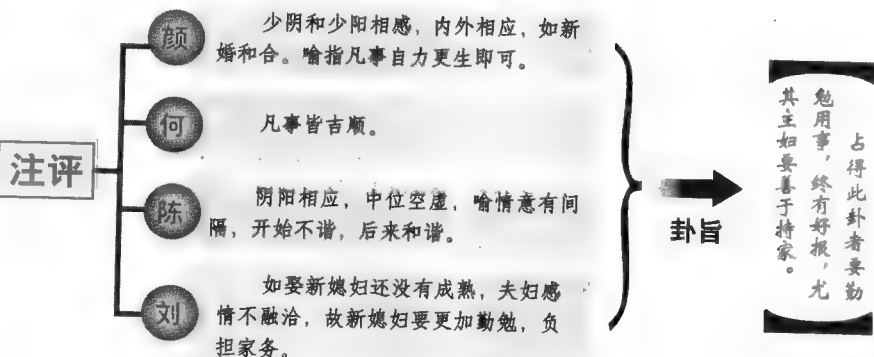 注评
颜
少阴和少阳相感，内外相应，如新
婚和合。喻指凡事自力更生即可。
何
凡事皆吉顺。
陈
阴阳相应，中位空虚，喻情意有间
隔，开始不谐，后来和谐。
刘
如娶新媳妇还没有成熟，夫妇感
情不融洽，故新媳妇要更加勤勉，负
担家务。
卦旨
占得此卦者要勤
勉用事，终有好报，尤
其主妇要善于持家。